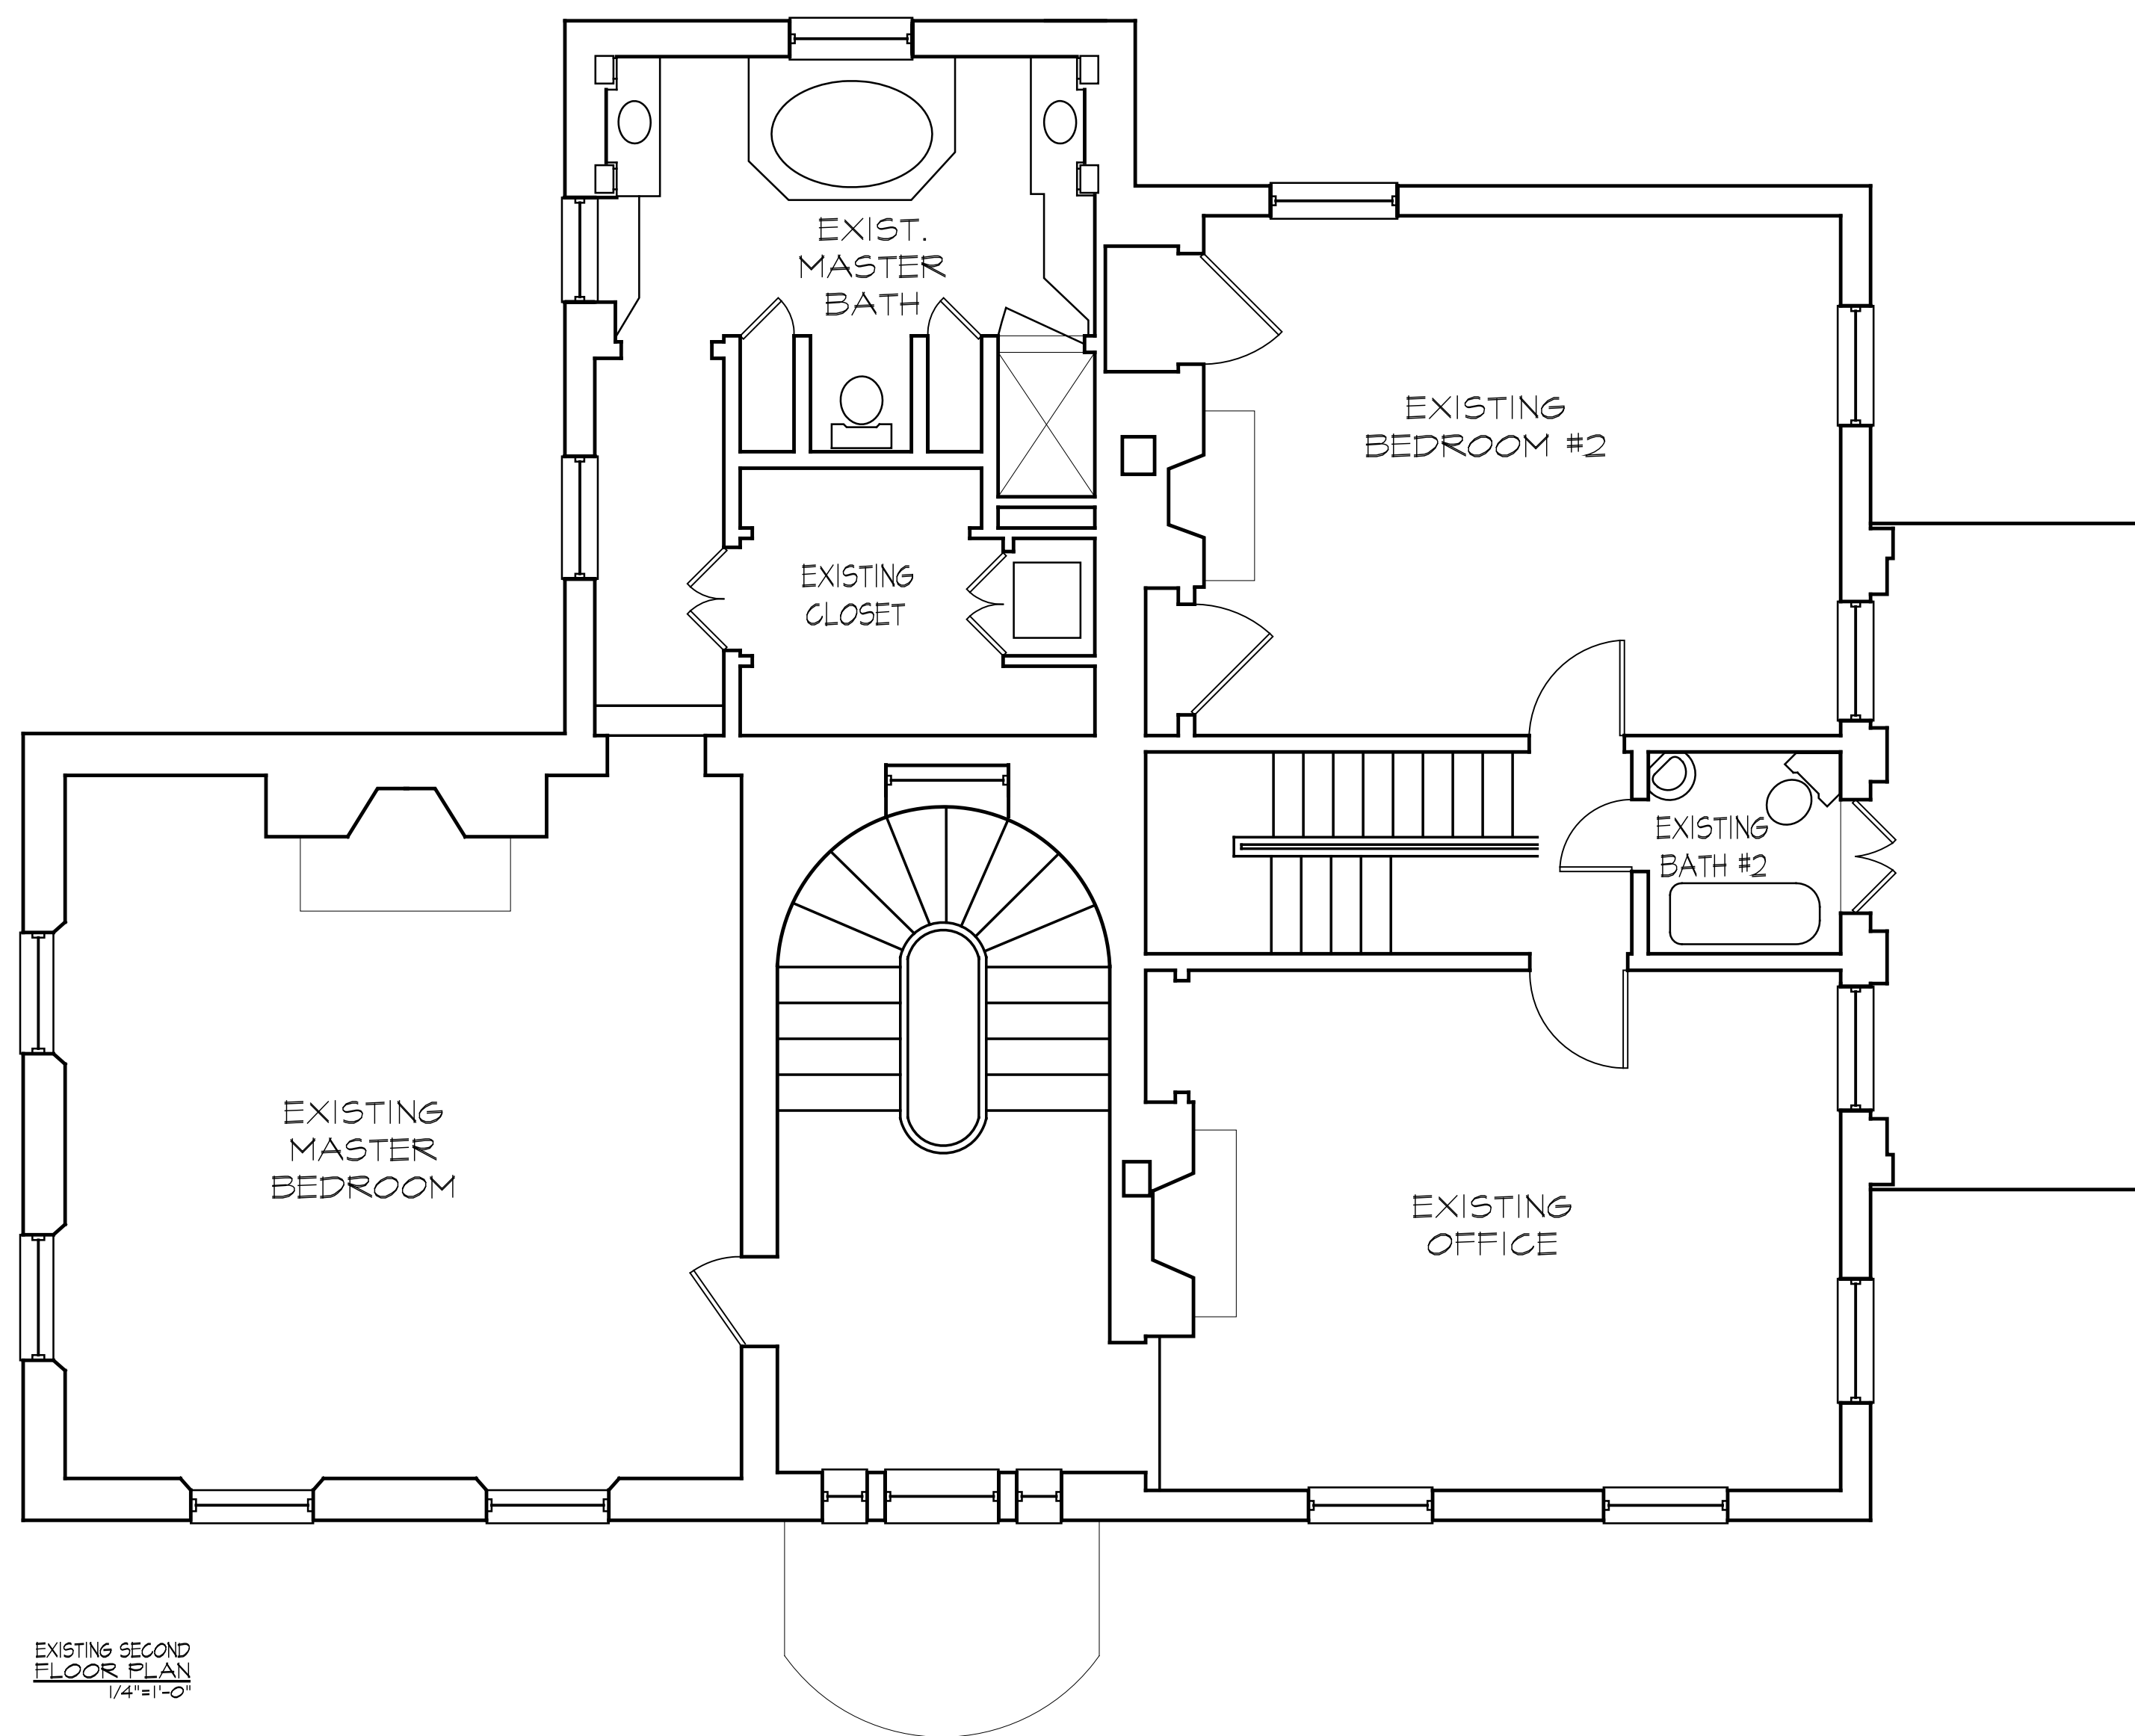 EXIST.
MASTER
BATH
EXISTING
BEDROOM #2
EXISTING
CLOSET
EXISTING
BATH #2
EXISTING
MASTER
BEDROOM
EXISTING
OFFICE
EXISTING SECOND
FLOOR PLAN
1/4"=1'-0"